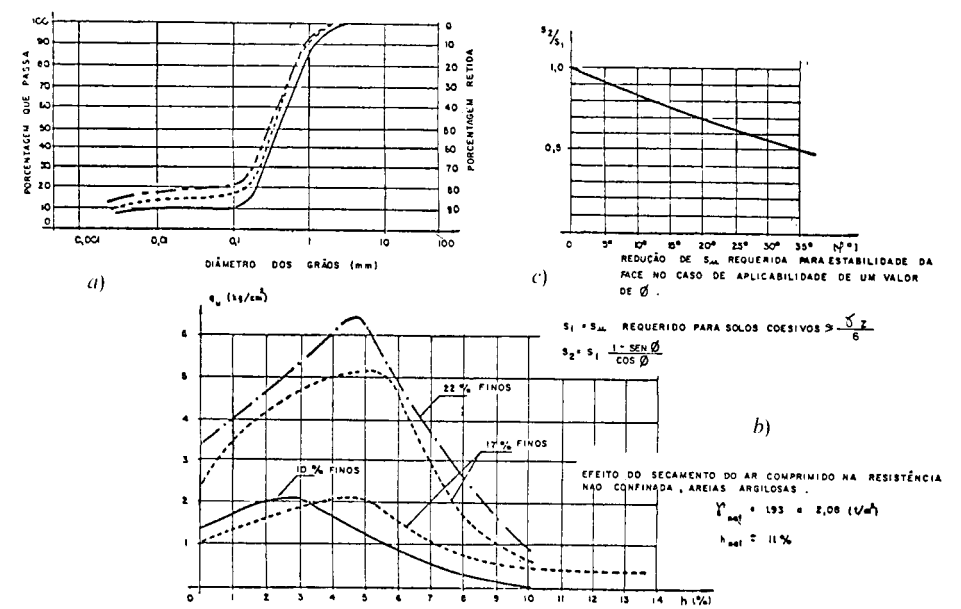 PORCENTAGEM QUE PASSA
100
90
80
70
60
50
40
30
20
10
0
0
10
20
30
40
50
60
70
80
90
PORCENTAGEM RETIDA
0,001 0,01 0,1 1 10 100
DIÂMETRO DOS GRÃOS (mm)
a)
S₂/S₁
1,0
0,5
0 5° 10° 15° 20° 25° 30° 35°
REDUÇÃO DE Sᵤ REQUERIDA PARA ESTABILIDADE DA
FACE NO CASO DE APLICABILIDADE DE UM VALOR
DE Ø .
c)
S₁ = Sᵤ REQUERIDO PARA SOLOS COESIVOS ≥ γz/6
S₂ = S₁ (1 - SEN Ø)/(COS Ø)
qᵤ (kg/cm²)
6
5
4
3
2
1
0 1 2 3 4 5 6 7 8 9 10 11 12 13 14 h (%)
22 % FINOS
17 % FINOS
10 % FINOS
b)
EFEITO DO SECAMENTO DO AR COMPRIMIDO NA RESISTÊNCIA
NAO CONFINADA , AREIAS ARGILOSAS .
γnat = 1,93 a 2,08 (t/m³)
hnat = 11 %